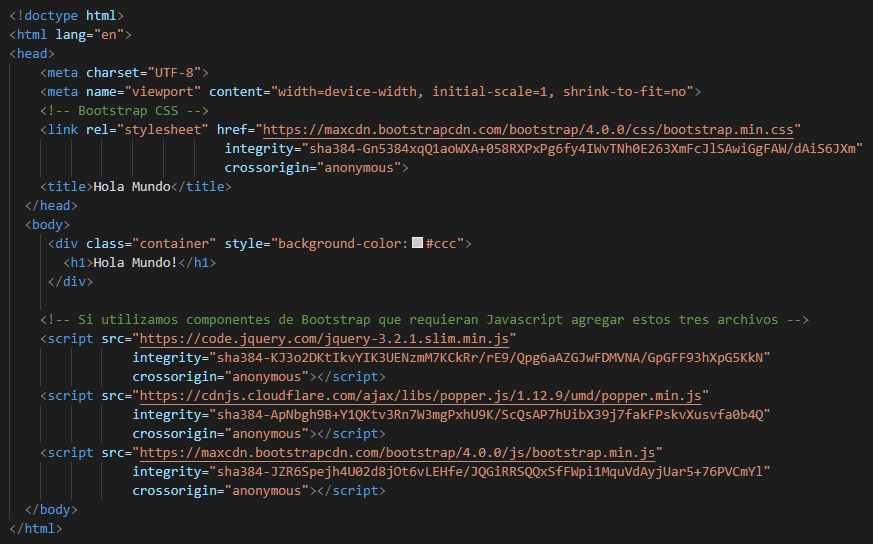 <!doctype html>
<html lang="en">
<head>
<meta charset="UTF-8">
<meta name="viewport" content="width=device-width, initial-scale=1, shrink-to-fit=no">
<!-- Bootstrap CSS -->
<link rel="stylesheet" href="https://maxcdn.bootstrapcdn.com/bootstrap/4.0.0/css/bootstrap.min.css"
integrity="sha384-Gn5384xqQ1aoWXA+058RXPxPg6fy4IWvTNh0E263XmFcJlSAwiGgFAW/dAiS6JXm"
crossorigin="anonymous">
<title>Hola Mundo</title>
</head>
<body>
<div class="container" style="background-color:#ccc">
<h1>Hola Mundo!</h1>
</div>
<!-- Si utilizamos componentes de Bootstrap que requieran Javascript agregar estos tres archivos -->
<script src="https://code.jquery.com/jquery-3.2.1.slim.min.js"
integrity="sha384-KJ3o2DKtIkvYIK3UENzmM7KCkRr/rE9/Qpg6aAZGJwFDMVNA/GpGFF93hXpG5KkN"
crossorigin="anonymous"></script>
<script src="https://cdnjs.cloudflare.com/ajax/libs/popper.js/1.12.9/umd/popper.min.js"
integrity="sha384-ApNbgh9B+Y1QKtv3Rn7W3mgPxhU9K/ScQsAP7hUibX39j7fakFPskvXusvfa0b4Q"
crossorigin="anonymous"></script>
<script src="https://maxcdn.bootstrapcdn.com/bootstrap/4.0.0/js/bootstrap.min.js"
integrity="sha384-JZR6Spejh4U02d8jOt6vLEHfe/JQGiRRSQQxSfFWpi1MquVdAyjUar5+76PVCmYl"
crossorigin="anonymous"></script>
</body>
</html>